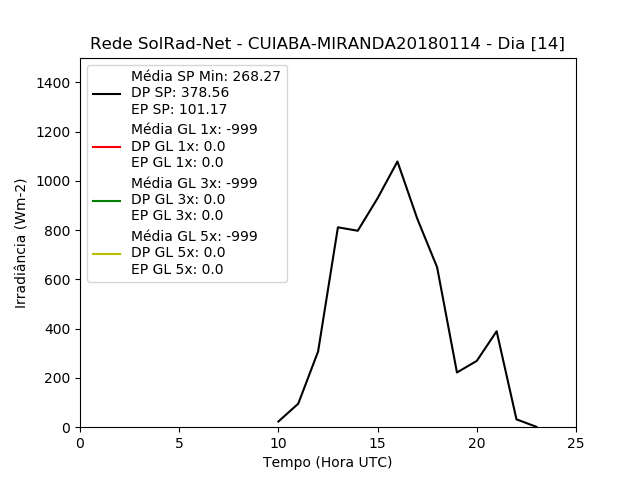 Rede SolRad-Net - CUIABA-MIRANDA20180114 - Dia [14]
Média SP Min: 268.27
DP SP: 378.56
EP SP: 101.17
Média GL 1x: -999
DP GL 1x: 0.0
EP GL 1x: 0.0
Média GL 3x: -999
DP GL 3x: 0.0
EP GL 3x: 0.0
Média GL 5x: -999
DP GL 5x: 0.0
EP GL 5x: 0.0
Irradiância (Wm-2)
1400
1200
1000
800
600
400
200
0
0 5 10 15 20 25
Tempo (Hora UTC)